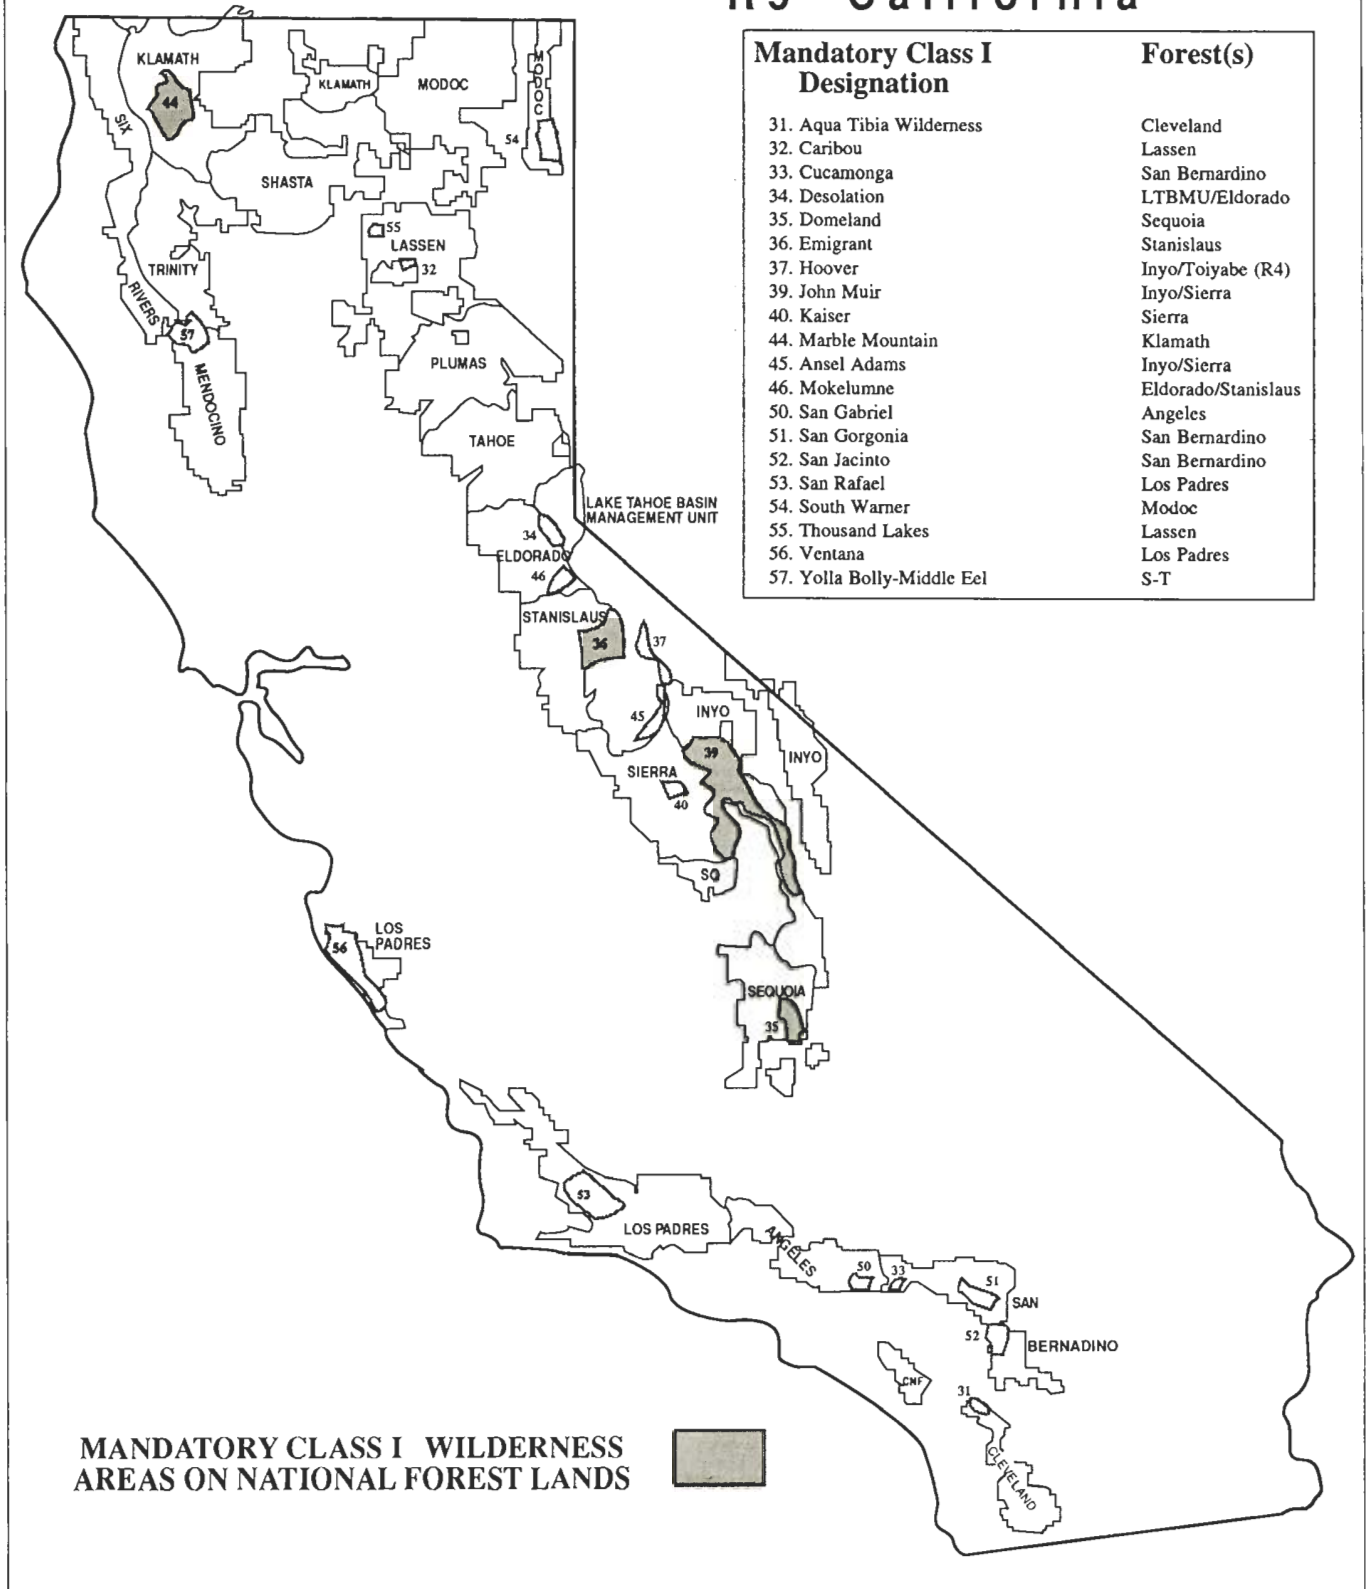 R5 California
Mandatory Class I Designation Forest(s)
31. Aqua Tibia Wilderness Cleveland
32. Caribou Lassen
33. Cucamonga San Bernardino
34. Desolation LTBMU/Eldorado
35. Domeland Sequoia
36. Emigrant Stanislaus
37. Hoover Inyo/Toiyabe (R4)
39. John Muir Inyo/Sierra
40. Kaiser Sierra
44. Marble Mountain Klamath
45. Ansel Adams Inyo/Sierra
46. Mokelumne Eldorado/Stanislaus
50. San Gabriel Angeles
51. San Gorgonia San Bernardino
52. San Jacinto San Bernardino
53. San Rafael Los Padres
54. South Warner Modoc
55. Thousand Lakes Lassen
56. Ventana Los Padres
57. Yolla Bolly-Middle Eel S-T
KLAMATH
44
KLAMATH
MODOC
MODOC
54
SIX
RIVERS
SHASTA
TRINITY
55
LASSEN
32
57
MENDOCINO
PLUMAS
TAHOE
LAKE TAHOE BASIN
MANAGEMENT UNIT
34
ELDORADO
46
STANISLAUS
36
37
45
INYO
39
INYO
SIERRA
40
SQ
LOS
PADRES
56
SEQUOIA
35
53
LOS PADRES
ANGELES
50
33
51
SAN
52
BERNADINO
CNF
31
CLEVELAND
MANDATORY CLASS I WILDERNESS
AREAS ON NATIONAL FOREST LANDS